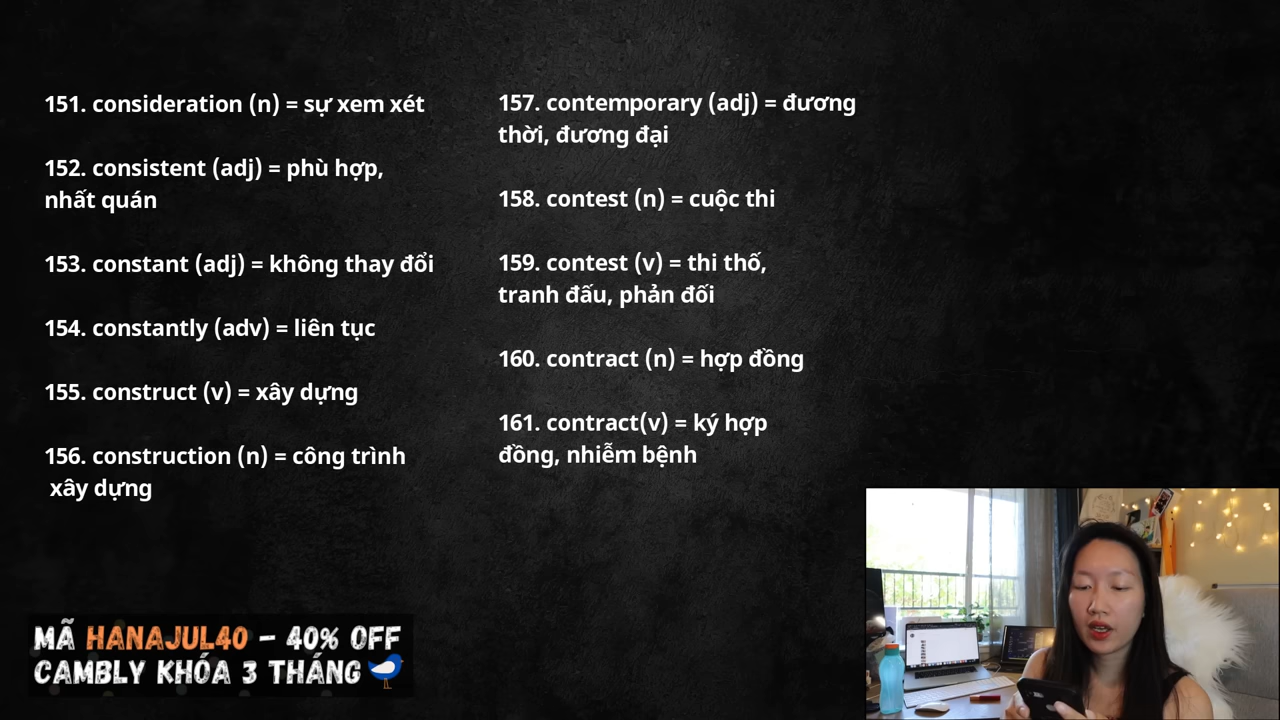 151. consideration (n) = sự xem xét
152. consistent (adj) = phù hợp,
nhất quán
153. constant (adj) = không thay đổi
154. constantly (adv) = liên tục
155. construct (v) = xây dựng
156. construction (n) = công trình
xây dựng
157. contemporary (adj) = đương
thời, đương đại
158. contest (n) = cuộc thi
159. contest (v) = thi thố,
tranh đấu, phản đối
160. contract (n) = hợp đồng
161. contract(v) = ký hợp
đồng, nhiễm bệnh
MÃ HANAJUL40 – 40% OFF
CAMBLY KHÓA 3 THÁNG